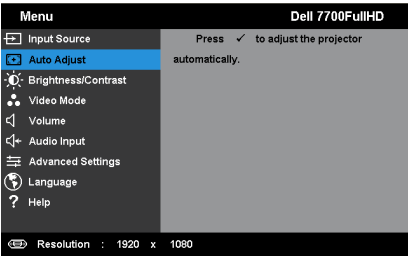 Menu Dell 7700FullHD
Input Source
Auto Adjust
Brightness/Contrast
Video Mode
Volume
Audio Input
Advanced Settings
Language
? Help
Press ✓ to adjust the projector
automatically.
Resolution : 1920 x 1080